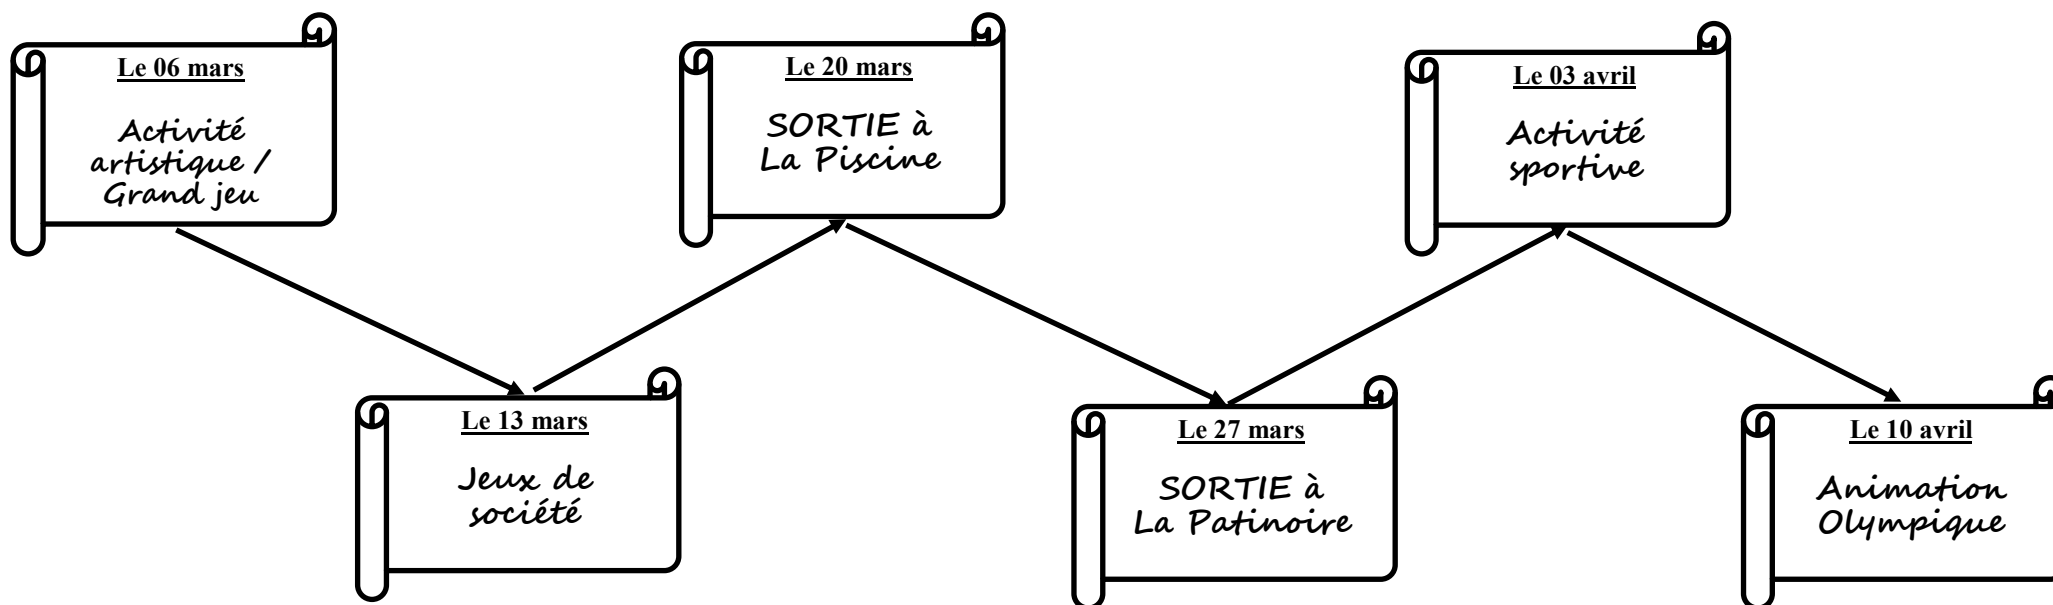 Le 06 mars
Activité
artistique /
Grand jeu
Le 13 mars
Jeux de
société
Le 20 mars
SORTIE à
La Piscine
Le 27 mars
SORTIE à
La Patinoire
Le 03 avril
Activité
sportive
Le 10 avril
Animation
Olympique